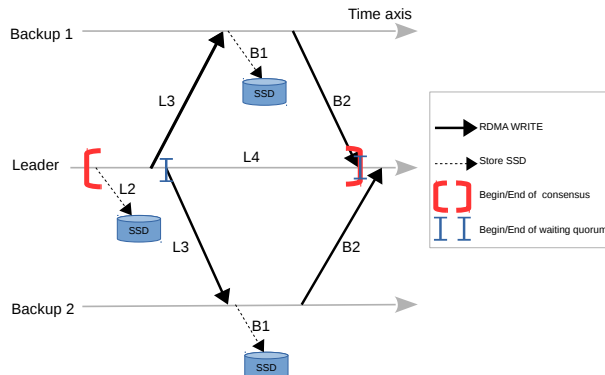 Time axis
Backup 1
B1
SSD
L3
B2
RDMA WRITE
Leader
L4
Store SSD
L2
Begin/End of consensus
SSD
Begin/End of waiting quorum
L3
B2
Backup 2
B1
SSD